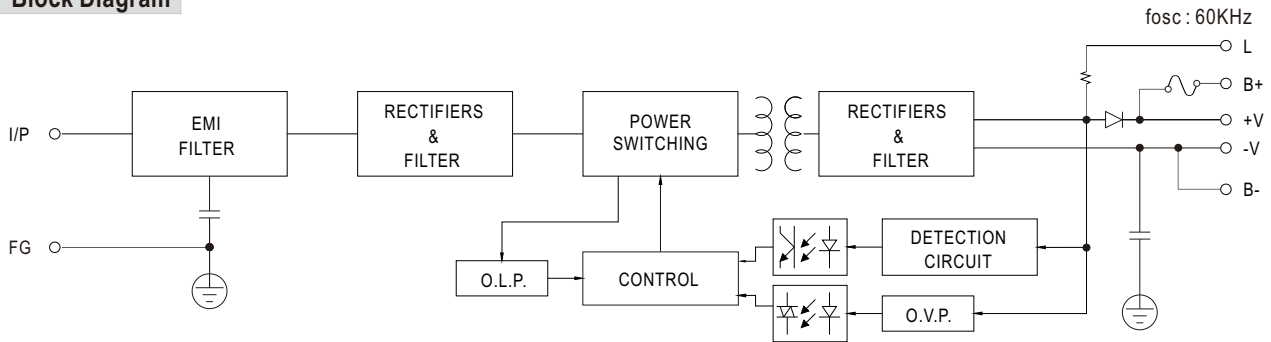 Block Diagram
fosc : 60KHz
L
B+
+V
-V
B-
I/P
FG
EMI
FILTER
RECTIFIERS
&
FILTER
POWER
SWITCHING
RECTIFIERS
&
FILTER
O.L.P.
CONTROL
DETECTION
CIRCUIT
O.V.P.